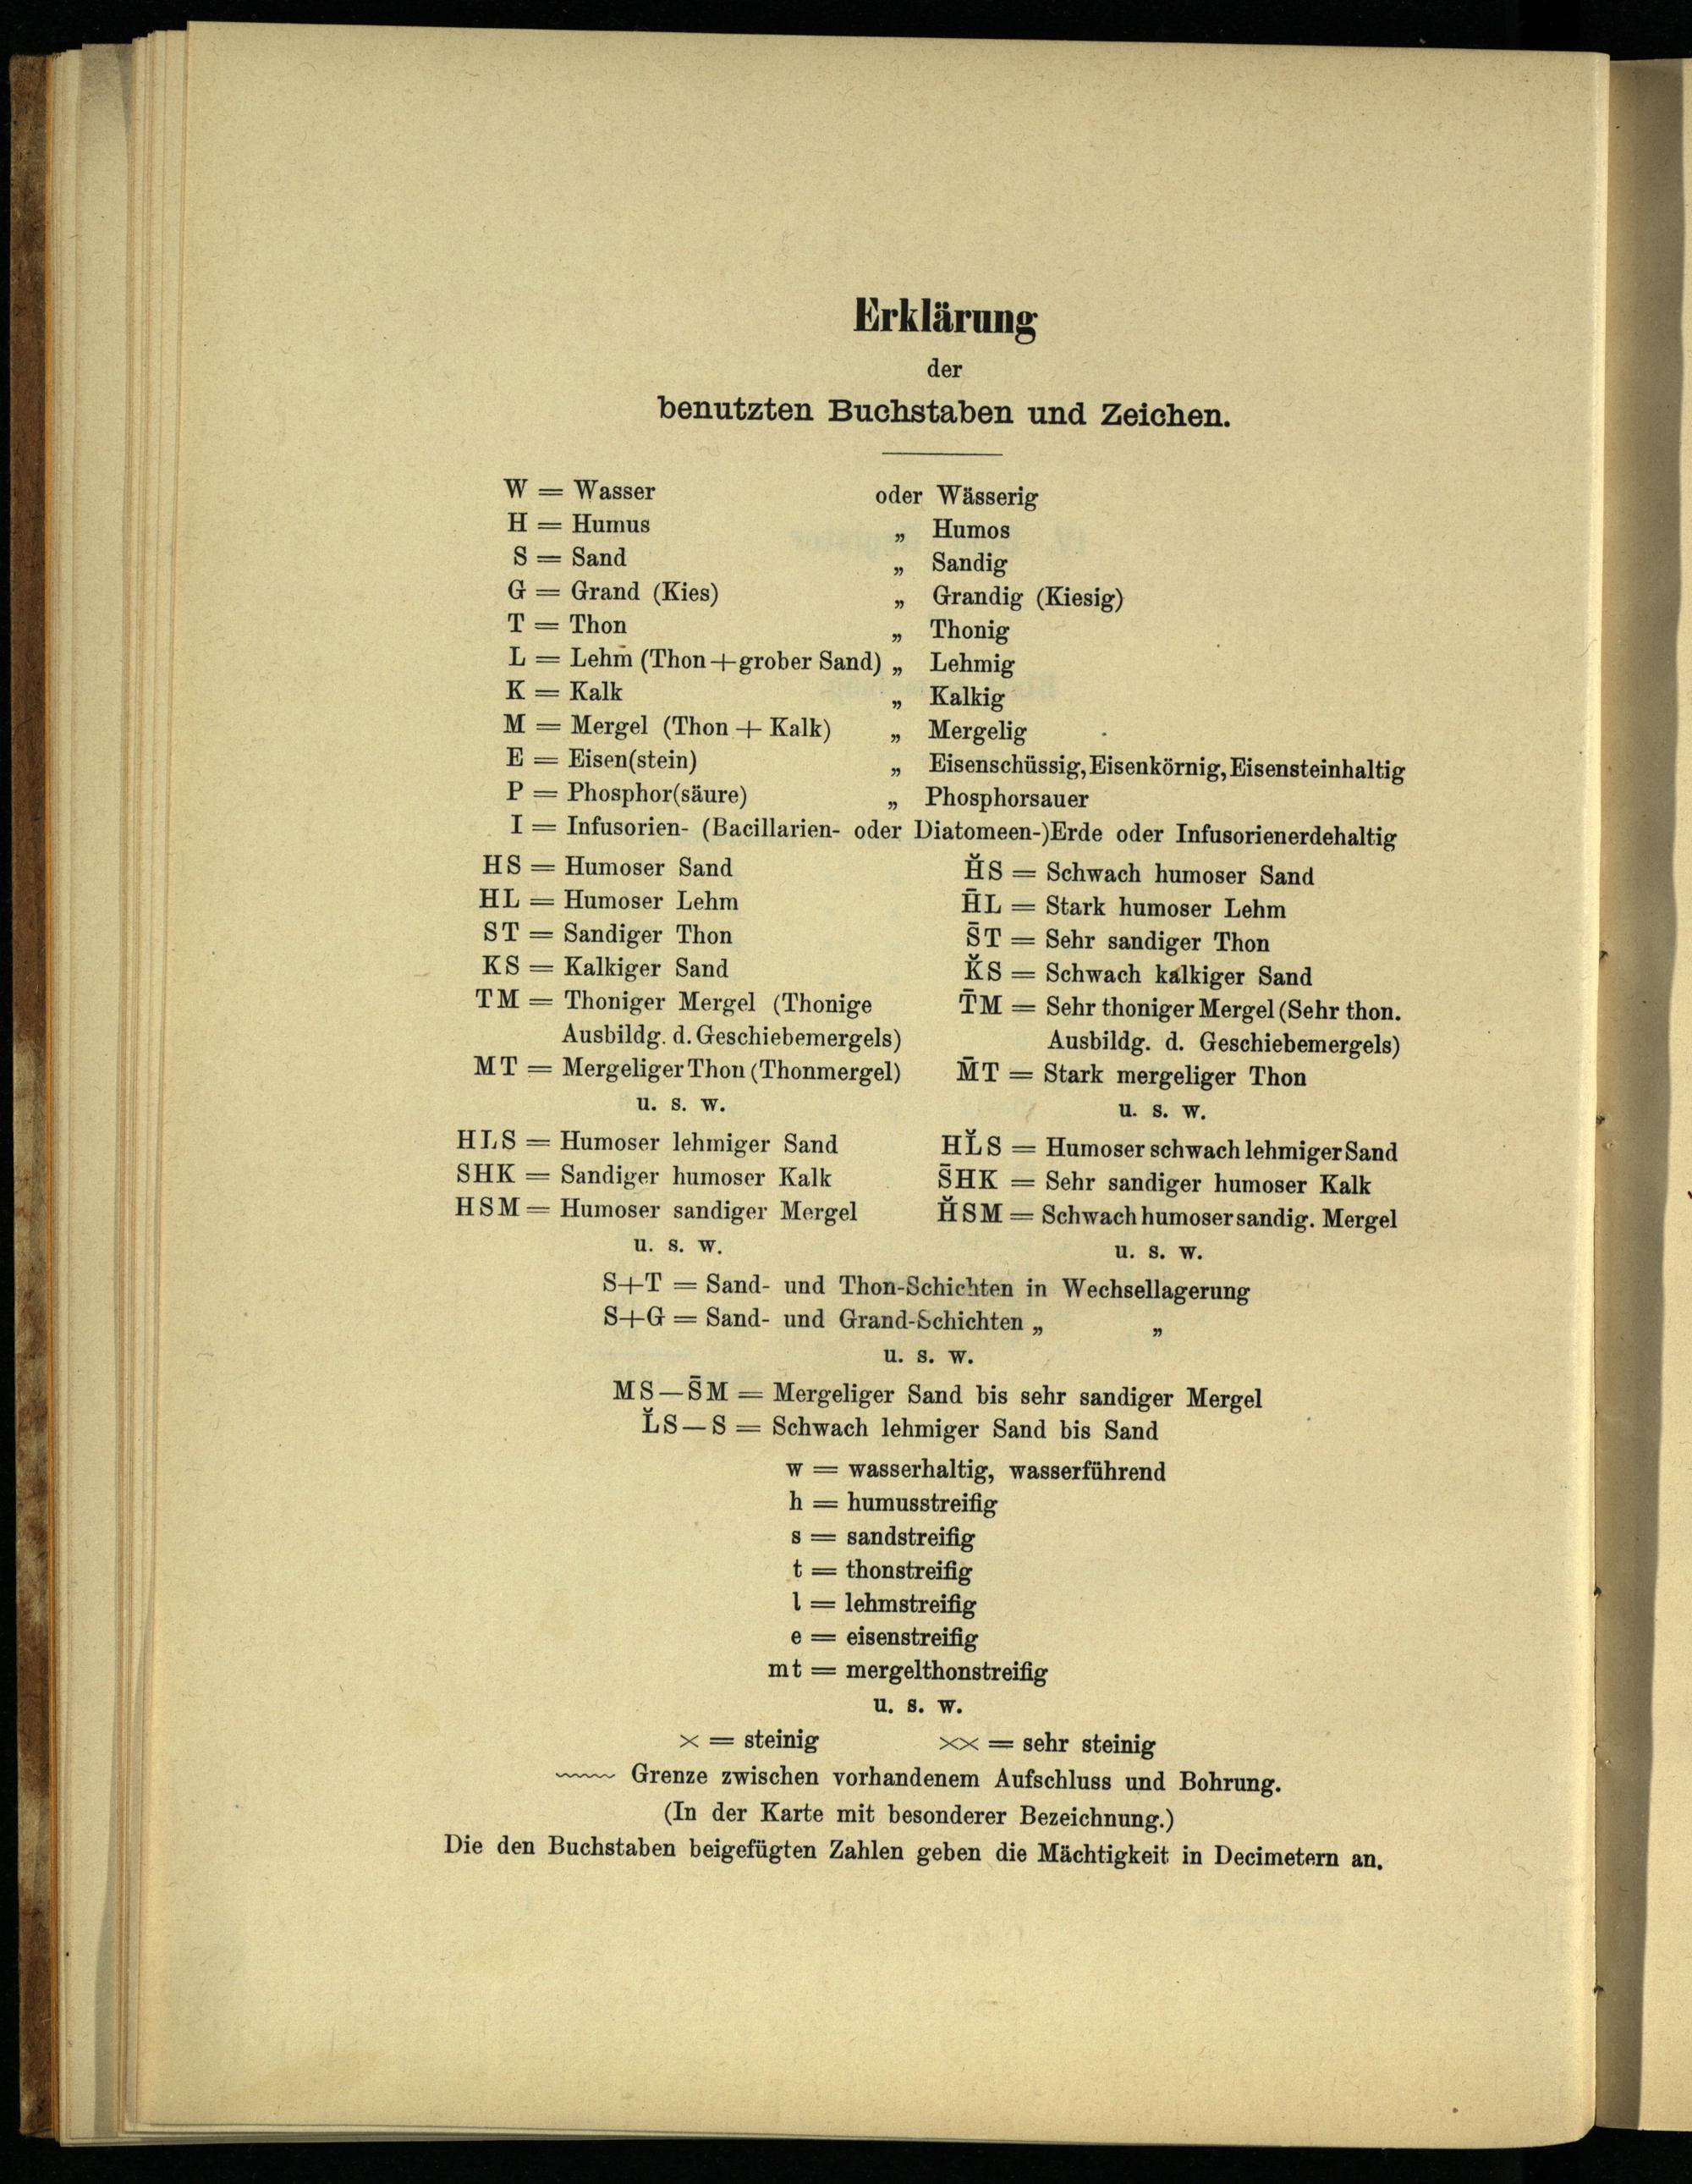 Erklärung
der
benutzten Buchstaben und Zeichen.
W = Wasser oder Wässerig
H = Humus „ Humos
S = Sand „ Sandig
G = Grand (Kies) „ Grandig (Kiesig)
T = Thon „ Thonig
L = Lehm (Thon+grober Sand) „ Lehmig
K = Kalk „ Kalkig
M = Mergel (Thon + Kalk) „ Mergelig
E = Eisen(stein) „ Eisenschüssig, Eisenkörnig, Eisensteinhaltig
P = Phosphor(säure) „ Phosphorsauer
I = Infusorien- (Bacillarien- oder Diatomeen-)Erde oder Infusorienerdehaltig
HS = Humoser Sand H̆S = Schwach humoser Sand
HL = Humoser Lehm H̄L = Stark humoser Lehm
ST = Sandiger Thon S̄T = Sehr sandiger Thon
KS = Kalkiger Sand K̆S = Schwach kalkiger Sand
TM = Thoniger Mergel (Thonige T̄M = Sehr thoniger Mergel (Sehr thon.
Ausbildg. d. Geschiebemergels) Ausbildg. d. Geschiebemergels)
MT = Mergeliger Thon (Thonmergel) M̄T = Stark mergeliger Thon
u. s. w. u. s. w.
HLS = Humoser lehmiger Sand HL̆S = Humoser schwach lehmiger Sand
SHK = Sandiger humoser Kalk S̄HK = Sehr sandiger humoser Kalk
HSM = Humoser sandiger Mergel H̆SM = Schwach humoser sandig. Mergel
u. s. w. u. s. w.
S+T = Sand- und Thon-Schichten in Wechsellagerung
S+G = Sand- und Grand-Schichten „ „
u. s. w.
MS—S̄M = Mergeliger Sand bis sehr sandiger Mergel
L̆S—S = Schwach lehmiger Sand bis Sand
w = wasserhaltig, wasserführend
h = humusstreifig
s = sandstreifig
t = thonstreifig
l = lehmstreifig
e = eisenstreifig
mt = mergelthonstreifig
u. s. w.
× = steinig ×× = sehr steinig
﹏﹏ Grenze zwischen vorhandenem Aufschluss und Bohrung.
(In der Karte mit besonderer Bezeichnung.)
Die den Buchstaben beigefügten Zahlen geben die Mächtigkeit in Decimetern an.